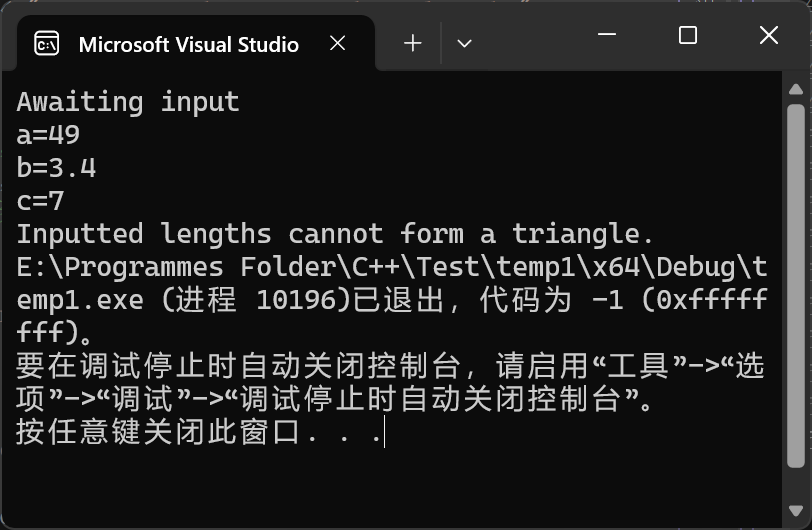 Microsoft Visual Studio
Awaiting input
a=49
b=3.4
c=7
Inputted lengths cannot form a triangle.
E:\Programmes Folder\C++\Test\temp1\x64\Debug\t
emp1.exe (进程 10196)已退出，代码为 -1 (0xfffff
fff)。
要在调试停止时自动关闭控制台，请启用“工具”->“选
项”->“调试”->“调试停止时自动关闭控制台”。
按任意键关闭此窗口. . .